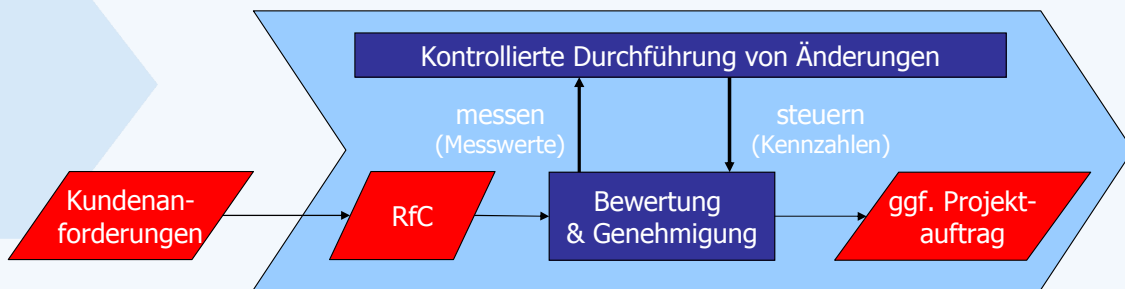 Kontrollierte Durchführung von Änderungen
messen
(Messwerte)
steuern
(Kennzahlen)
Kundenan-
forderungen
RfC
Bewertung
& Genehmigung
ggf. Projekt-
auftrag